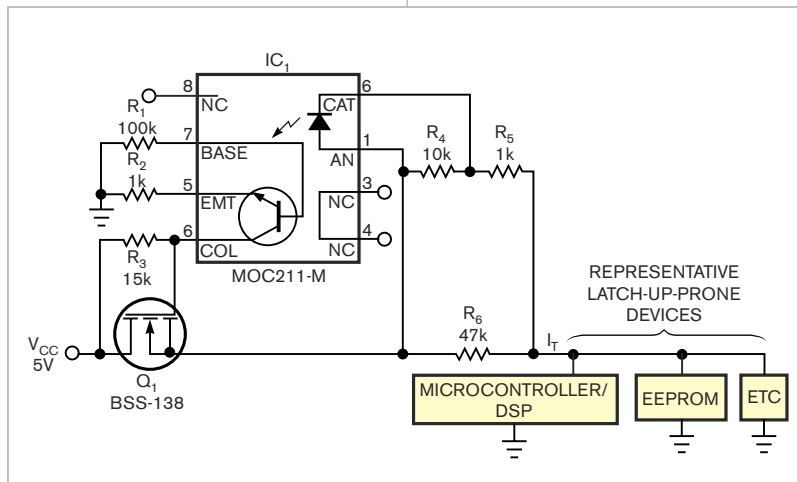 IC1
8
NC
6
CAT
R1
100k
7
BASE
1
AN
R4
10k
R5
1k
R2
1k
5
EMT
3
NC
6
COL
4
NC
R3
15k
MOC211-M
REPRESENTATIVE
LATCH-UP-PRONE
DEVICES
R6
47k
IT
VCC
5V
Q1
BSS-138
MICROCONTROLLER/
DSP
EEPROM
ETC